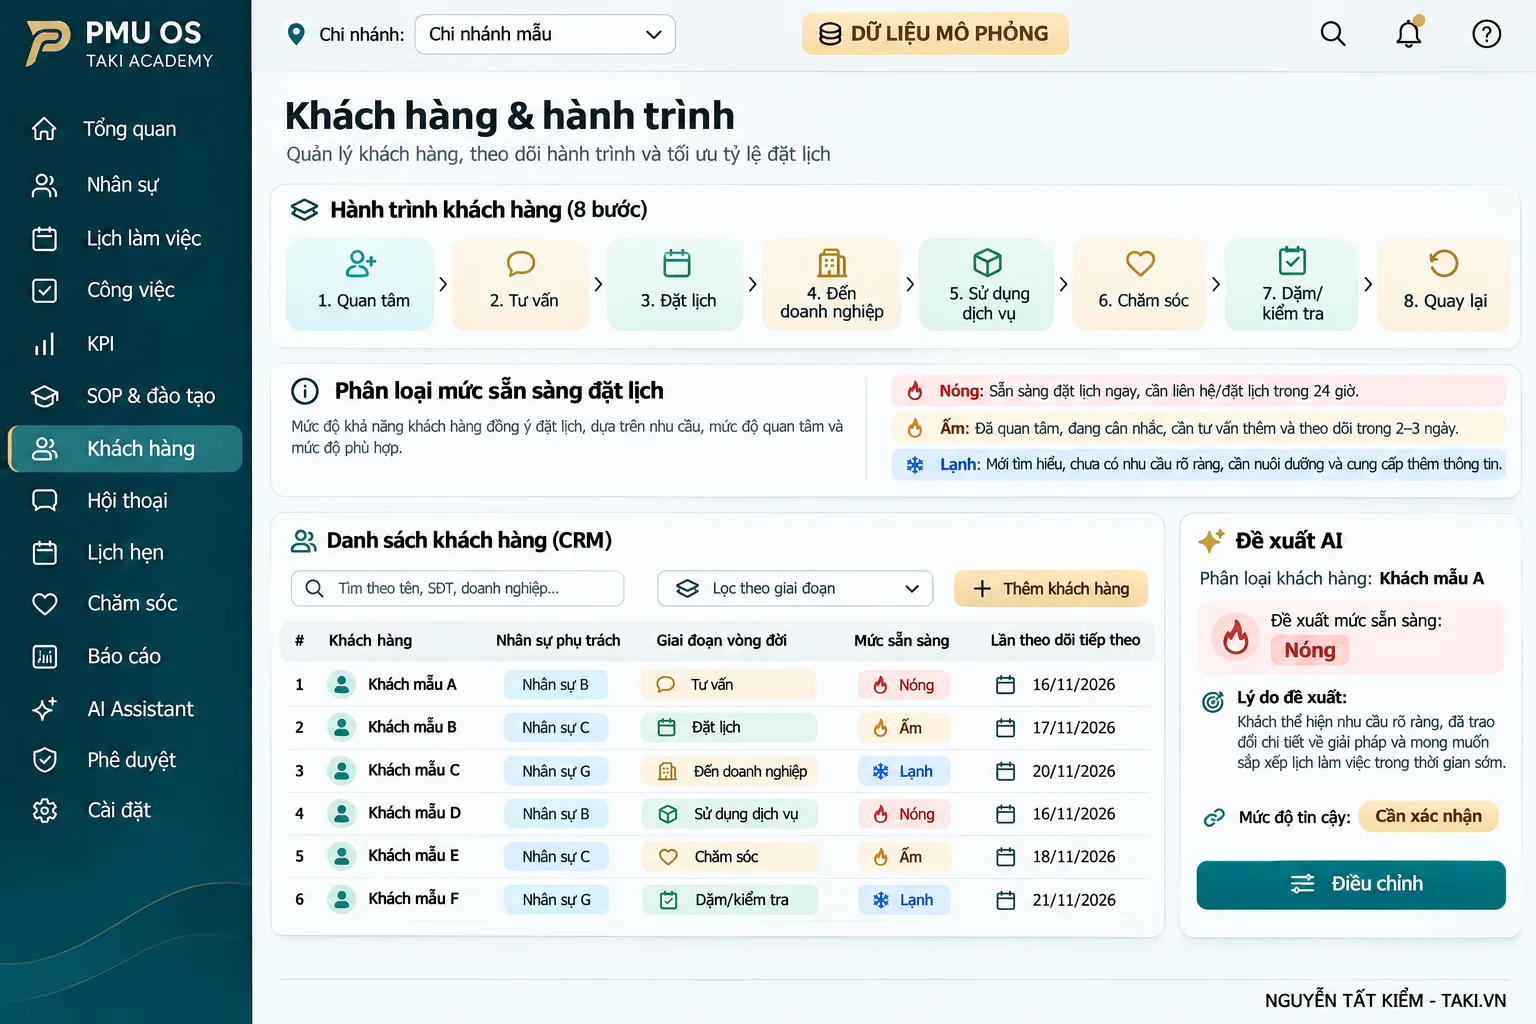 PMU OS
TAKI ACADEMY
Tổng quan
Nhân sự
Lịch làm việc
Công việc
KPI
SOP & đào tạo
Khách hàng
Hội thoại
Lịch hẹn
Chăm sóc
Báo cáo
AI Assistant
Phê duyệt
Cài đặt
Chi nhánh: Chi nhánh mẫu
DỮ LIỆU MÔ PHỎNG
Khách hàng & hành trình
Quản lý khách hàng, theo dõi hành trình và tối ưu tỷ lệ đặt lịch
Hành trình khách hàng (8 bước)
1. Quan tâm
2. Tư vấn
3. Đặt lịch
4. Đến
doanh nghiệp
5. Sử dụng
dịch vụ
6. Chăm sóc
7. Dặm/
kiểm tra
8. Quay lại
Phân loại mức sẵn sàng đặt lịch
Mức độ khả năng khách hàng đồng ý đặt lịch, dựa trên nhu cầu, mức độ quan tâm và
mức độ phù hợp.
Nóng: Sẵn sàng đặt lịch ngay, cần liên hệ/đặt lịch trong 24 giờ.
Ấm: Đã quan tâm, đang cân nhắc, cần tư vấn thêm và theo dõi trong 2–3 ngày.
Lạnh: Mới tìm hiểu, chưa có nhu cầu rõ ràng, cần nuôi dưỡng và cung cấp thêm thông tin.
Danh sách khách hàng (CRM)
Tìm theo tên, SĐT, doanh nghiệp...
Lọc theo giai đoạn
+ Thêm khách hàng
# Khách hàng Nhân sự phụ trách Giai đoạn vòng đời Mức sẵn sàng Lần theo dõi tiếp theo
1 Khách mẫu A Nhân sự B Tư vấn Nóng 16/11/2026
2 Khách mẫu B Nhân sự C Đặt lịch Ấm 17/11/2026
3 Khách mẫu C Nhân sự G Đến doanh nghiệp Lạnh 20/11/2026
4 Khách mẫu D Nhân sự B Sử dụng dịch vụ Nóng 16/11/2026
5 Khách mẫu E Nhân sự C Chăm sóc Ấm 18/11/2026
6 Khách mẫu F Nhân sự G Dặm/kiểm tra Lạnh 21/11/2026
Đề xuất AI
Phân loại khách hàng: Khách mẫu A
Đề xuất mức sẵn sàng:
Nóng
Lý do đề xuất:
Khách thể hiện nhu cầu rõ ràng, đã trao
đổi chi tiết về giải pháp và mong muốn
sắp xếp lịch làm việc trong thời gian sớm.
Mức độ tin cậy: Cần xác nhận
Điều chỉnh
NGUYỄN TẤT KIỂM - TAKI.VN